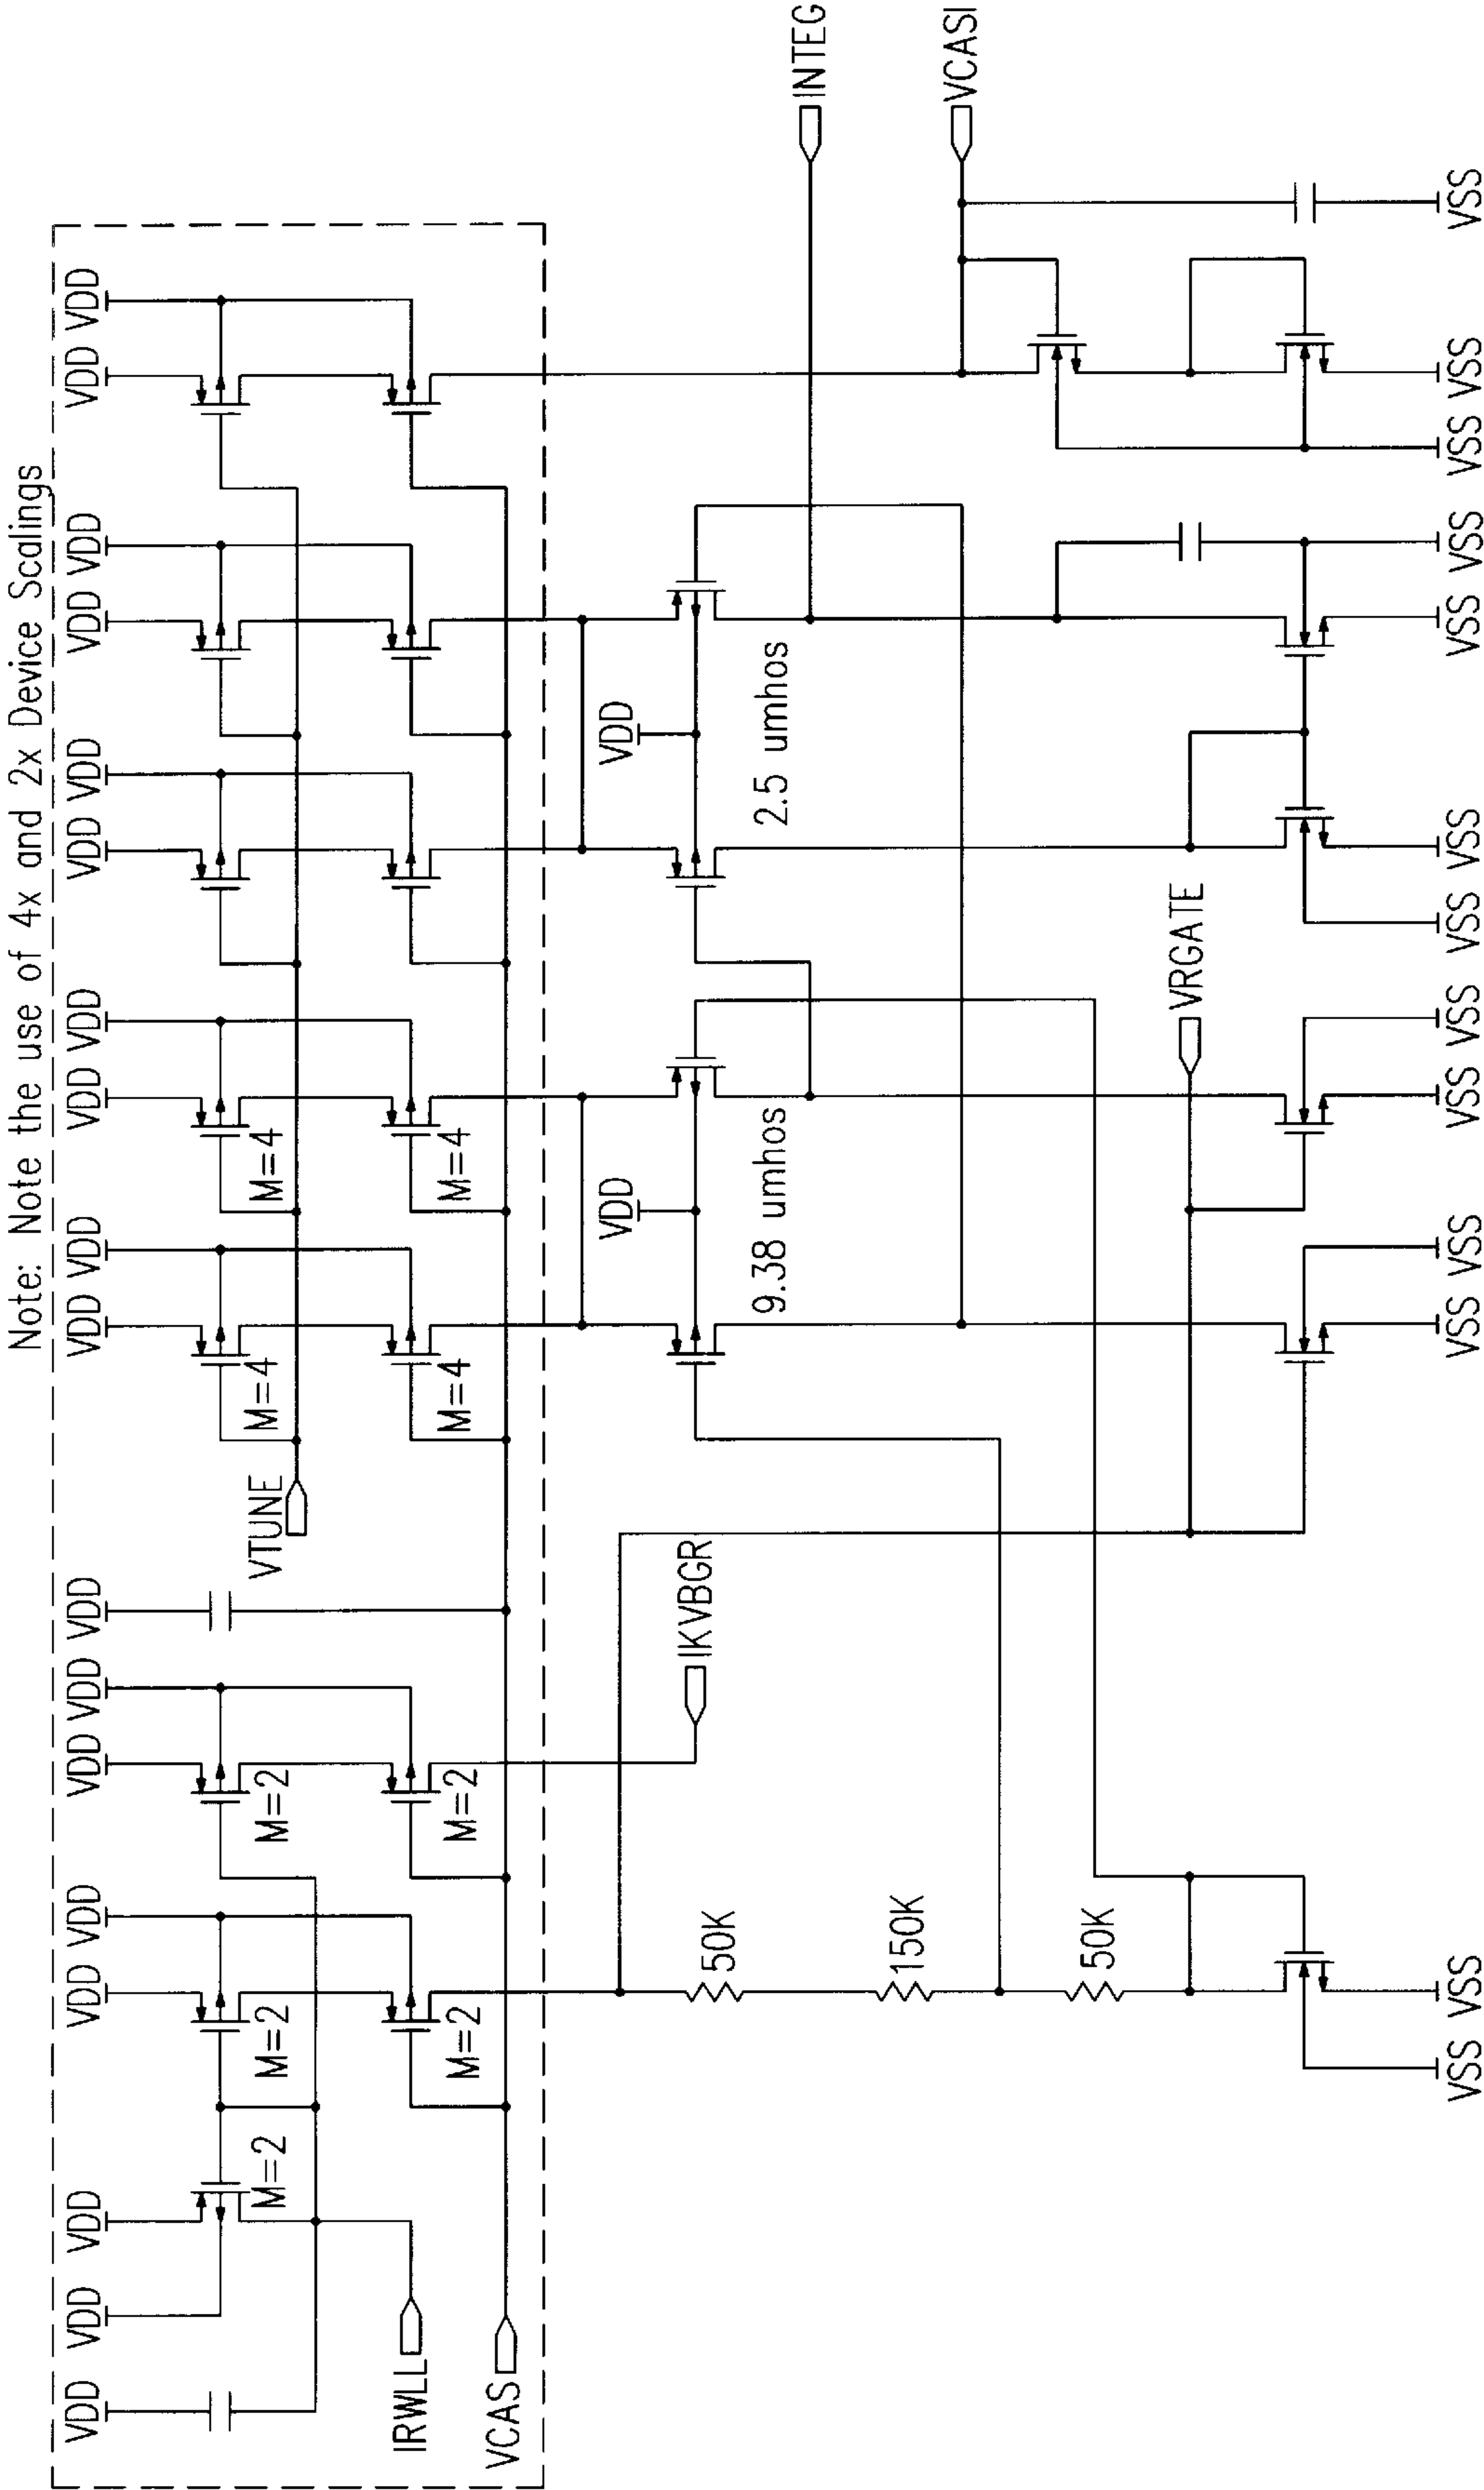 Note: Note the use of 4x and 2x Device Scalings
VDD
VDD
VDD
VDD VDD
VDD VDD VDD
VDD VDD
VDD VDD
VDD VDD
VDD VDD
VDD VDD
M=2
M=2
M=2
VTUNE
M=4
M=4
IRWLL
M=2
M=2
M=4
M=4
VCAS
VDD
VDD
IKVBGR
50K
9.38 umhos
2.5 umhos
INTEG
150K
VCASI
50K
VRGATE
VSS VSS
VSS VSS
VSS VSS
VSS VSS
VSS VSS
VSS VSS
VSS